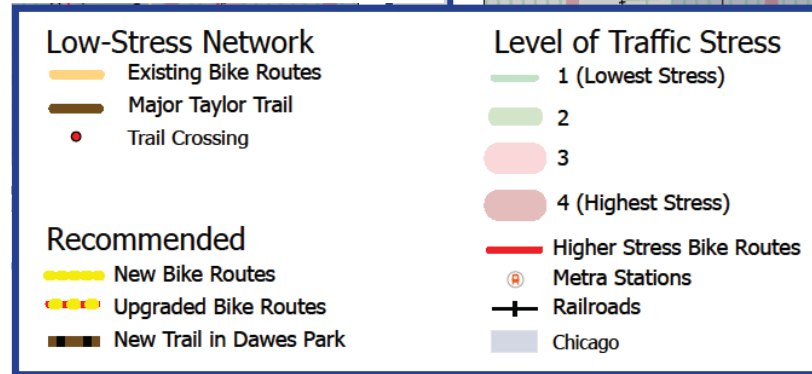 Low-Stress Network
Existing Bike Routes
Major Taylor Trail
Trail Crossing
Recommended
New Bike Routes
Upgraded Bike Routes
New Trail in Dawes Park
Level of Traffic Stress
1 (Lowest Stress)
2
3
4 (Highest Stress)
Higher Stress Bike Routes
Metra Stations
Railroads
Chicago